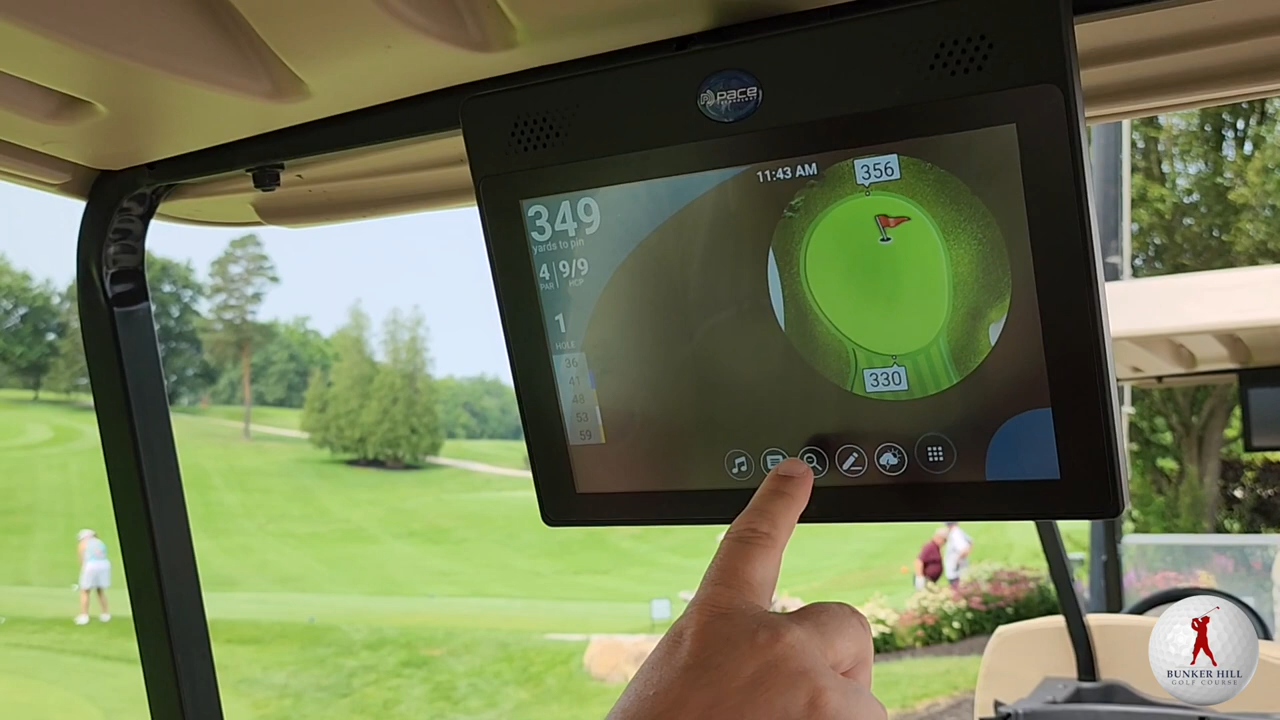 PACE
TECHNOLOGY
11:43 AM
356
349
yards to pin
4 | 9/9
PAR HCP
1
HOLE
36
41
48
53
59
330
BUNKER HILL
GOLF COURSE